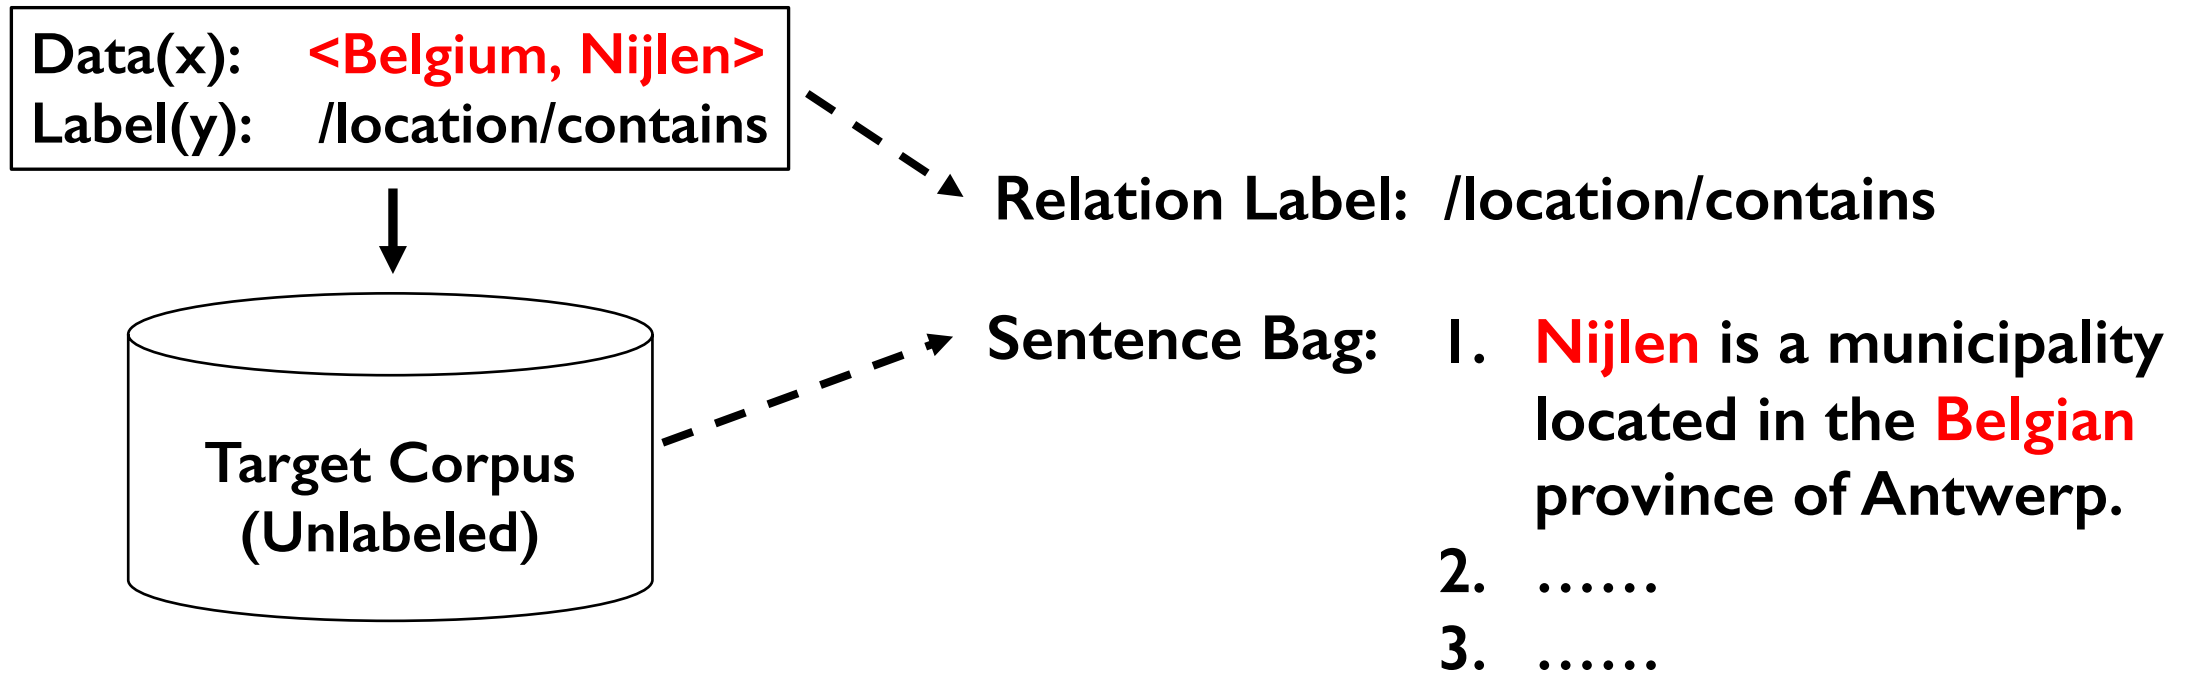 Data(x): <Belgium, Nijlen>
Label(y): /location/contains
Relation Label: /location/contains
Target Corpus
(Unlabeled)
Sentence Bag: 1. Nijlen is a municipality
located in the Belgian
province of Antwerp.
2. ......
3. ......